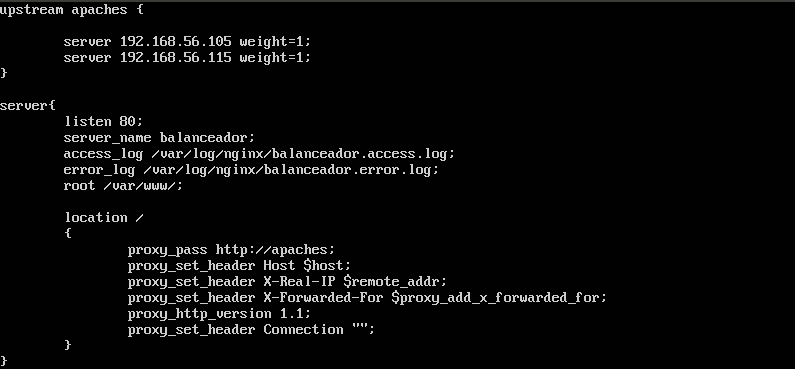 upstream apaches {
server 192.168.56.105 weight=1;
server 192.168.56.115 weight=1;
}
server{
listen 80;
server_name balanceador;
access_log /var/log/nginx/balanceador.access.log;
error_log /var/log/nginx/balanceador.error.log;
root /var/www/;
location /
{
proxy_pass http://apaches;
proxy_set_header Host $host;
proxy_set_header X-Real-IP $remote_addr;
proxy_set_header X-Forwarded-For $proxy_add_x_forwarded_for;
proxy_http_version 1.1;
proxy_set_header Connection "";
}
}